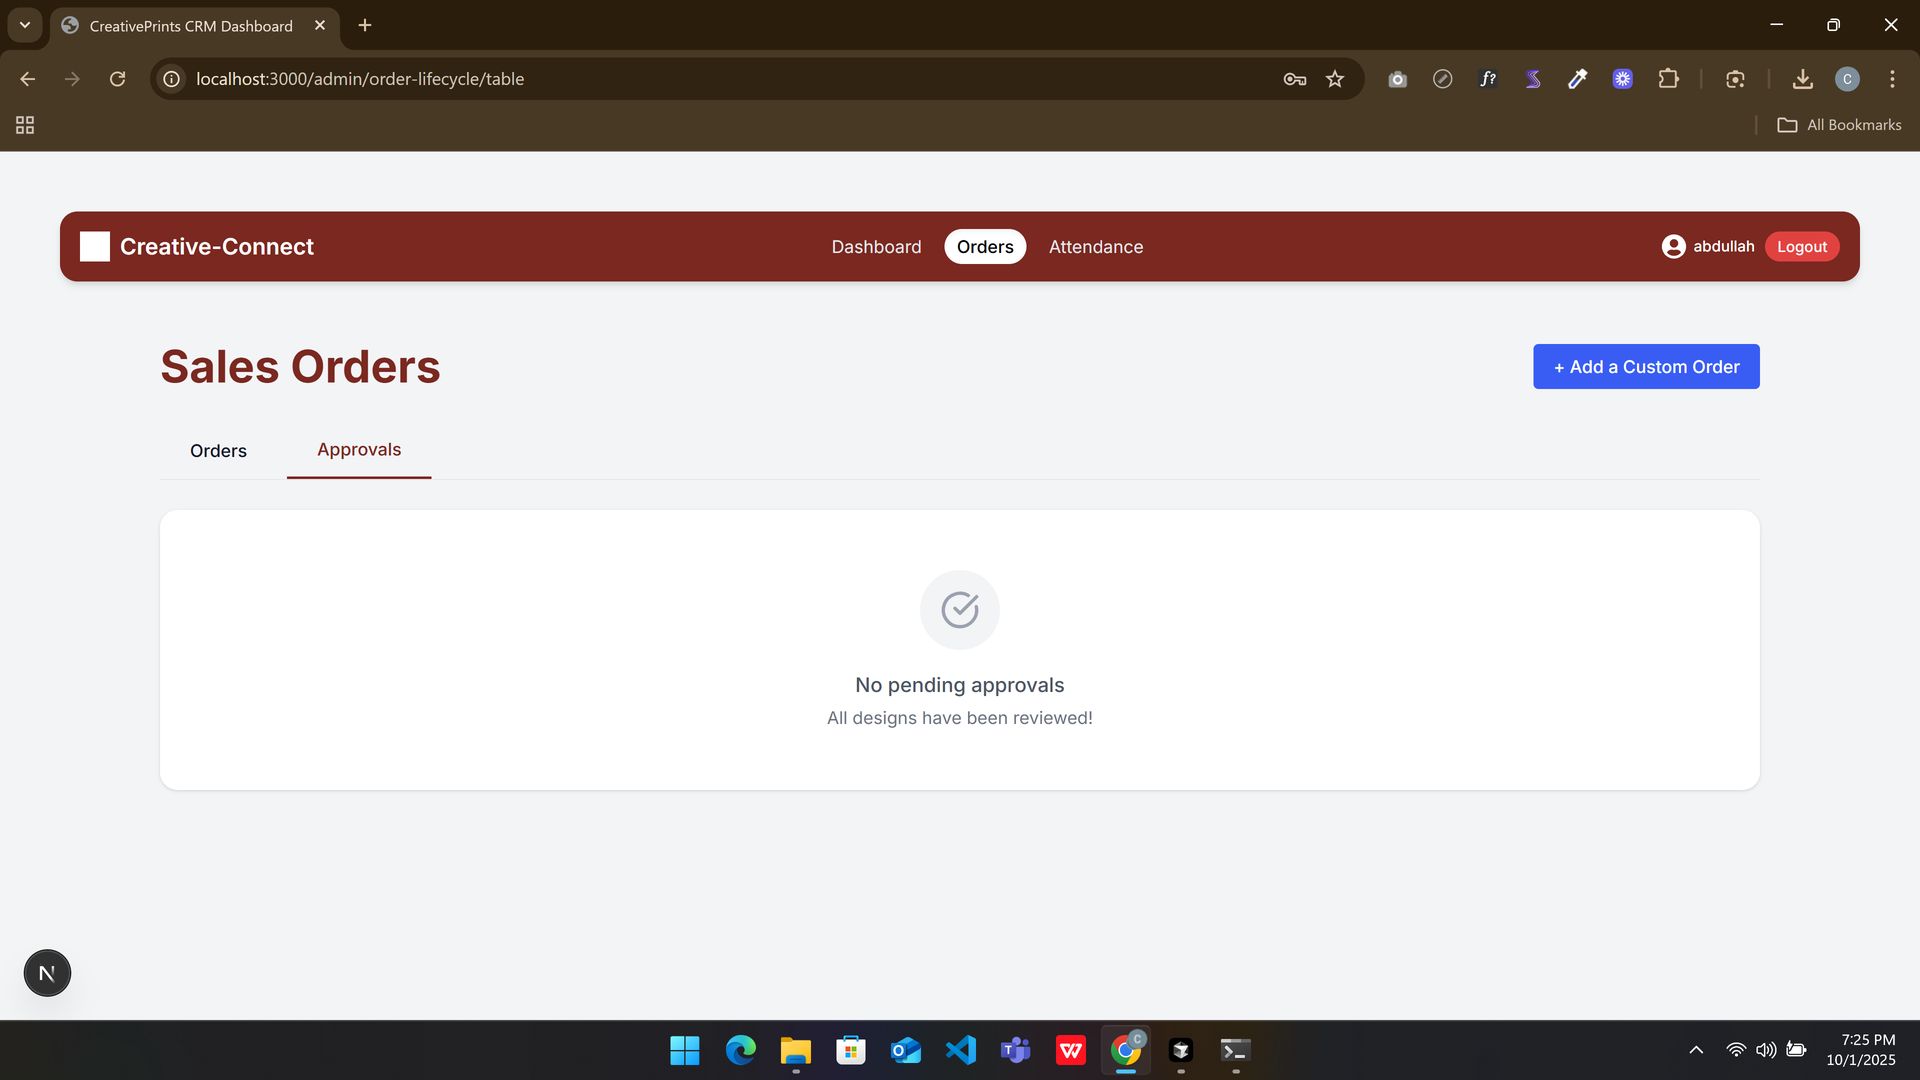 CreativePrints CRM Dashboard
localhost:3000/admin/order-lifecycle/table
f?
C
All Bookmarks
Creative-Connect
Dashboard
Orders
Attendance
abdullah
Logout
Sales Orders
+ Add a Custom Order
Orders
Approvals
No pending approvals
All designs have been reviewed!
N
C
7:25 PM
10/1/2025